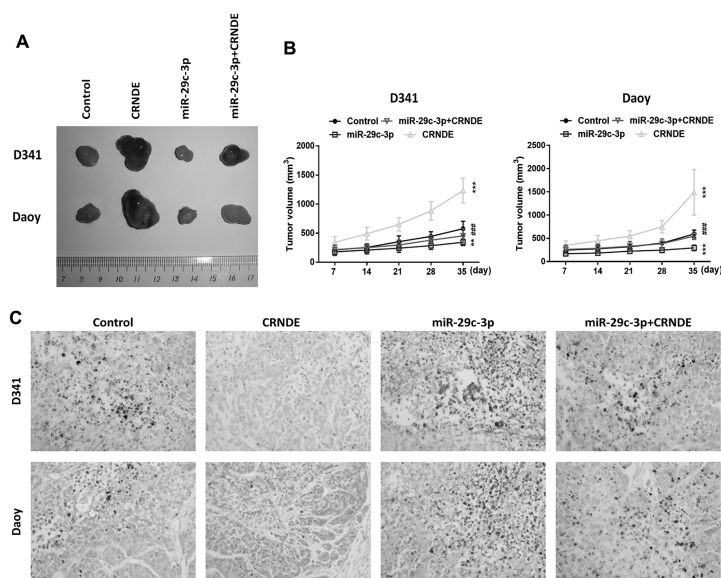 A
Control
CRNDE
miR-29c-3p
miR-29c-3p+CRNDE
D341
Daoy
7 8 9 10 11 12 13 14 15 16 17
B
D341
Control miR-29c-3p+CRNDE
miR-29c-3p CRNDE
Tumor volume (mm3)
2000
1500
1000
500
0
7 14 21 28 35 (day)
***
###
**
Daoy
Control miR-29c-3p+CRNDE
miR-29c-3p CRNDE
Tumor volume (mm3)
2500
2000
1500
1000
500
0
7 14 21 28 35 (day)
***
###
***
C
Control CRNDE miR-29c-3p miR-29c-3p+CRNDE
D341
Daoy